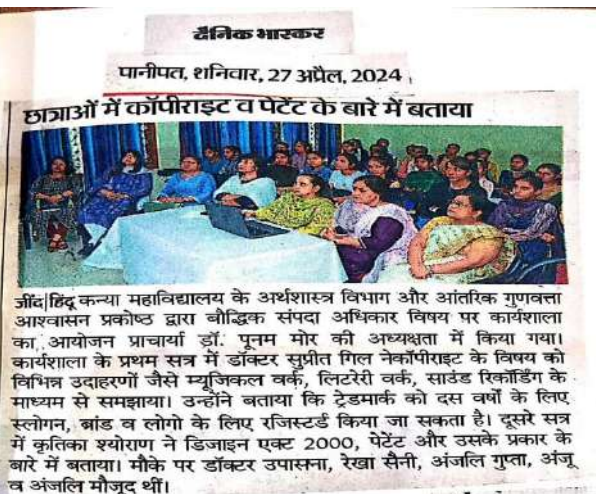 दैनिक भास्कर
पानीपत, शनिवार, 27 अप्रैल, 2024
छात्राओं में कॉपीराइट व पेटेंट के बारे में बताया
जींद|हिंदू कन्या महाविद्यालय के अर्थशास्त्र विभाग और आंतरिक गुणवत्ता
आश्वासन प्रकोष्ठ द्वारा बौद्धिक संपदा अधिकार विषय पर कार्यशाला
का आयोजन प्राचार्या डॉ. पूनम मोर की अध्यक्षता में किया गया।
कार्यशाला के प्रथम सत्र में डॉक्टर सुप्रीत गिल नेकॉपीराइट के विषय को
विभिन्न उदाहरणों जैसे म्यूजिकल वर्क, लिटरेरी वर्क, साउंड रिकॉर्डिंग के
माध्यम से समझाया। उन्होंने बताया कि ट्रेडमार्क को दस वर्षों के लिए
स्लोगन, ब्रांड व लोगो के लिए रजिस्टर्ड किया जा सकता है। दूसरे सत्र
में कृतिका श्योराण ने डिजाइन एक्ट 2000, पेटेंट और उसके प्रकार के
बारे में बताया। मौके पर डॉक्टर उपासना, रेखा सैनी, अंजलि गुप्ता, अंजू
व अंजलि मौजूद थीं।